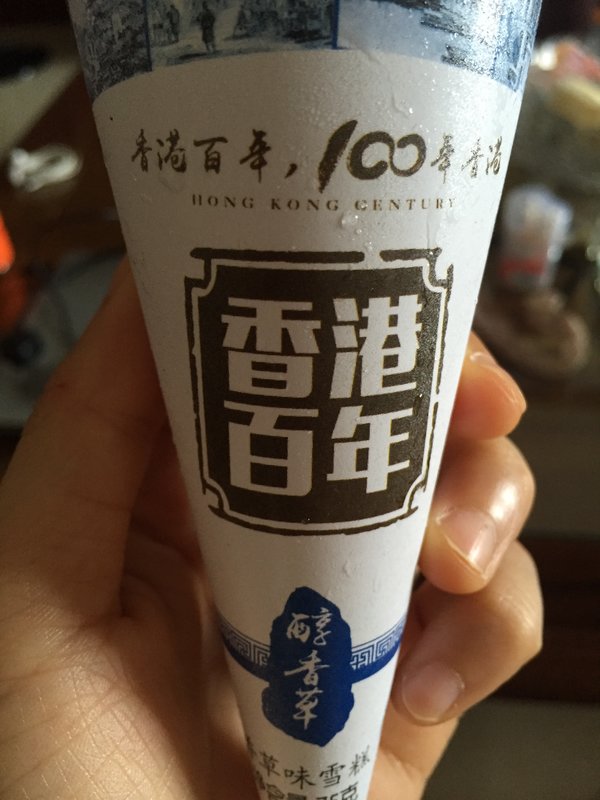 香港百年，100年香港
HONG KONG CENTURY
香港
百年
醇
香
草
草味雪糕